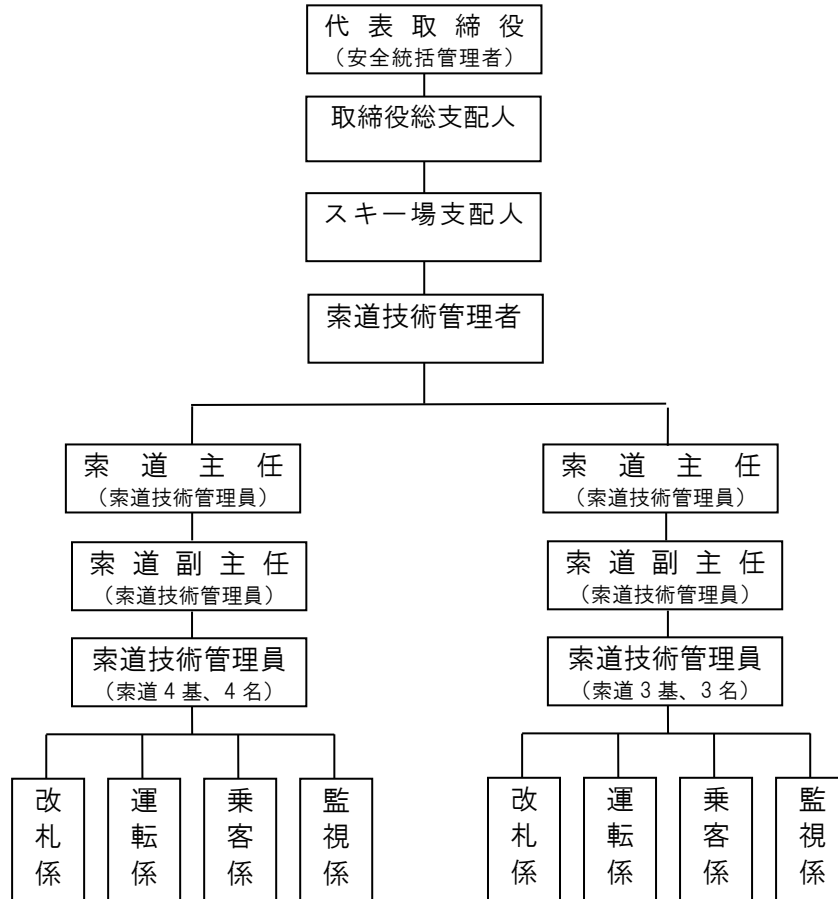 代表取締役
（安全統括管理者）
取締役総支配人
スキー場支配人
索道技術管理者
索道主任
（索道技術管理員）
索道副主任
（索道技術管理員）
索道技術管理員
（索道４基、４名）
改札係
運転係
乗客係
監視係
索道主任
（索道技術管理員）
索道副主任
（索道技術管理員）
索道技術管理員
（索道３基、３名）
改札係
運転係
乗客係
監視係